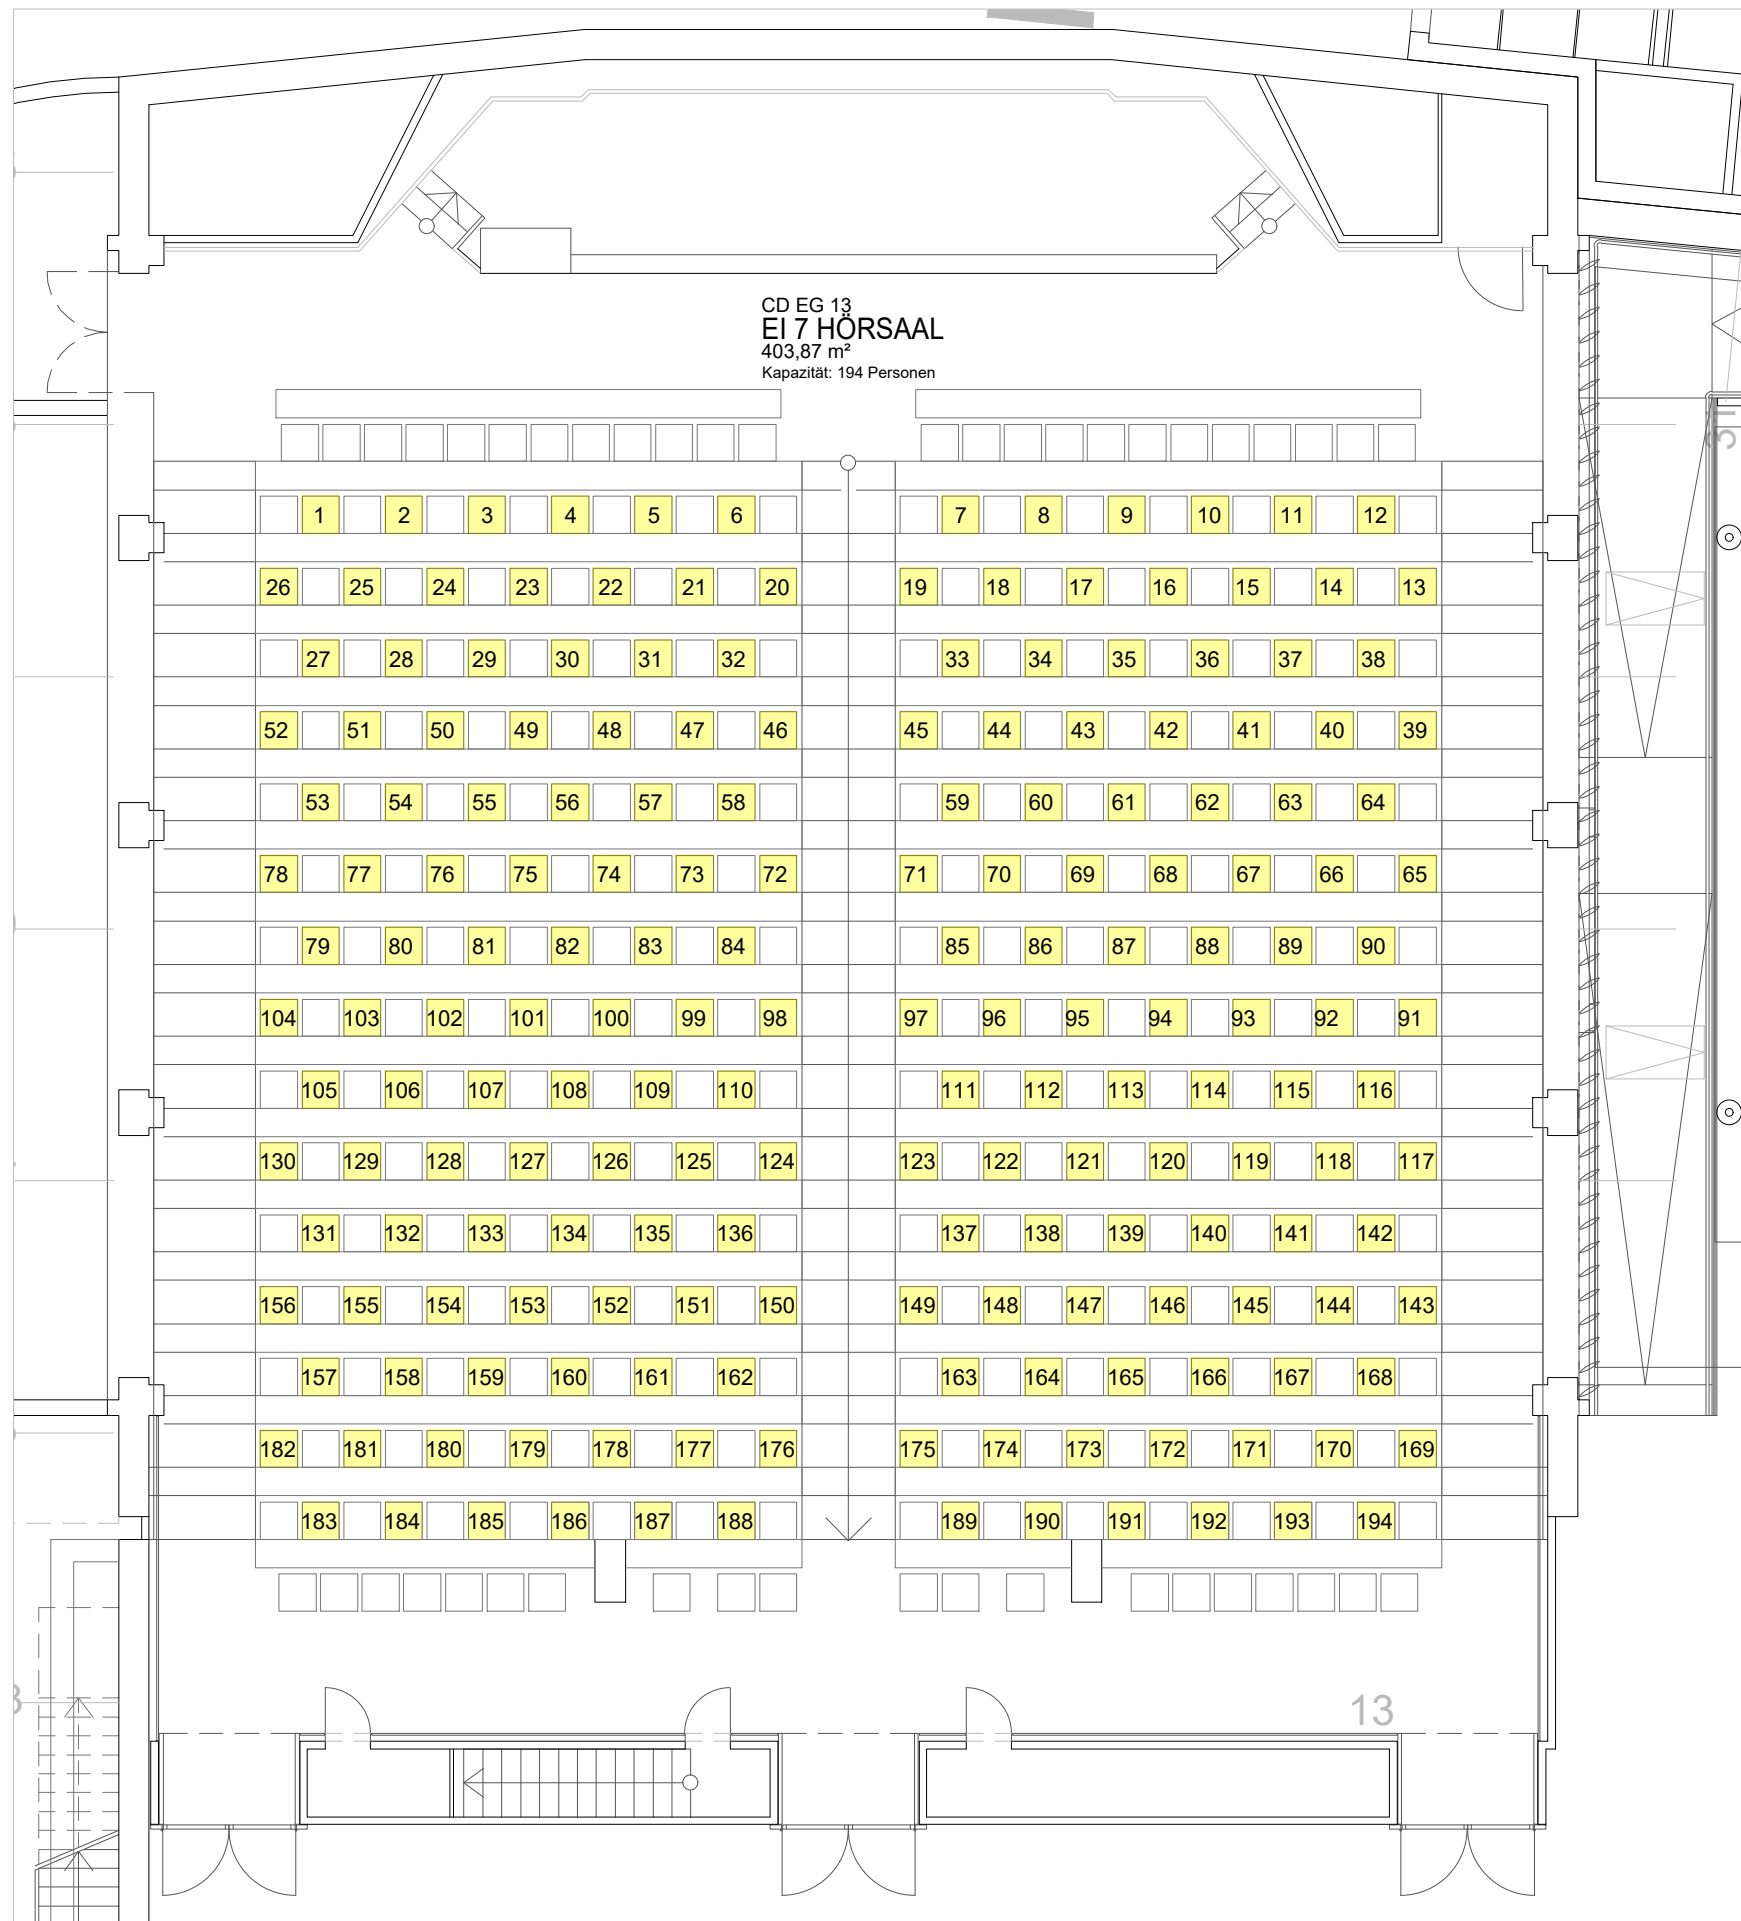 CD EG 13
EI 7 HÖRSAAL
403,87 m²
Kapazität: 194 Personen
1 2 3 4 5 6 7 8 9 10 11 12
26 25 24 23 22 21 20 19 18 17 16 15 14 13
27 28 29 30 31 32 33 34 35 36 37 38
52 51 50 49 48 47 46 45 44 43 42 41 40 39
53 54 55 56 57 58 59 60 61 62 63 64
78 77 76 75 74 73 72 71 70 69 68 67 66 65
79 80 81 82 83 84 85 86 87 88 89 90
104 103 102 101 100 99 98 97 96 95 94 93 92 91
105 106 107 108 109 110 111 112 113 114 115 116
130 129 128 127 126 125 124 123 122 121 120 119 118 117
131 132 133 134 135 136 137 138 139 140 141 142
156 155 154 153 152 151 150 149 148 147 146 145 144 143
157 158 159 160 161 162 163 164 165 166 167 168
182 181 180 179 178 177 176 175 174 173 172 171 170 169
183 184 185 186 187 188 189 190 191 192 193 194
13